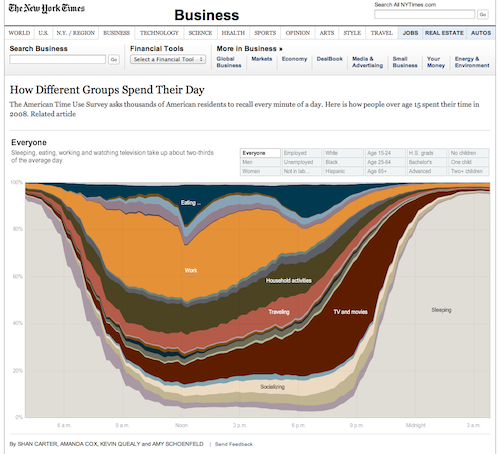 The New York Times
Business
Search All NYTimes.com
Go
WORLD U.S. N.Y. / REGION BUSINESS TECHNOLOGY SCIENCE HEALTH SPORTS OPINION ARTS STYLE TRAVEL JOBS REAL ESTATE AUTOS
Search Business
Go
Financial Tools
Select a Financial Tool
More in Business »
Global Business
Markets
Economy
DealBook
Media & Advertising
Small Business
Your Money
Energy & Environment
How Different Groups Spend Their Day
The American Time Use Survey asks thousands of American residents to recall every minute of a day. Here is how people over age 15 spent their time in
2008. Related article
Everyone
Sleeping, eating, working and watching television take up about two-thirds
of the average day.
Everyone Employed White Age 15-24 H.S. grads No children
Men Unemployed Black Age 25-64 Bachelor's One child
Women Not in lab... Hispanic Age 65+ Advanced Two+ children
100%
80%
60%
40%
20%
0%
Eating ...
Work
Household activities
Traveling
TV and movies
Sleeping
Socializing
6 a.m. 9 a.m. Noon 3 p.m. 6 p.m. 9 p.m. Midnight 3 a.m.
By SHAN CARTER, AMANDA COX, KEVIN QUEALY and AMY SCHOENFELD | Send Feedback